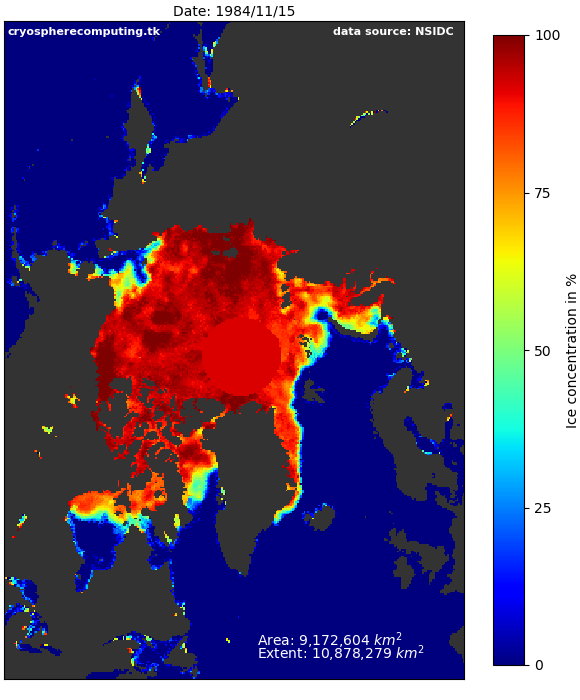 Date: 1984/11/15
cryospherecomputing.tk
data source: NSIDC
100
75
50
25
0
Ice concentration in %
Area: 9,172,604 km²
Extent: 10,878,279 km²